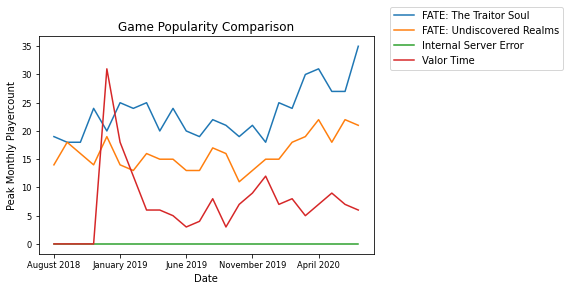 Game Popularity Comparison
FATE: The Traitor Soul
FATE: Undiscovered Realms
Internal Server Error
Valor Time
Peak Monthly Playercount
35
30
25
20
15
10
5
0
August 2018 January 2019 June 2019 November 2019 April 2020
Date